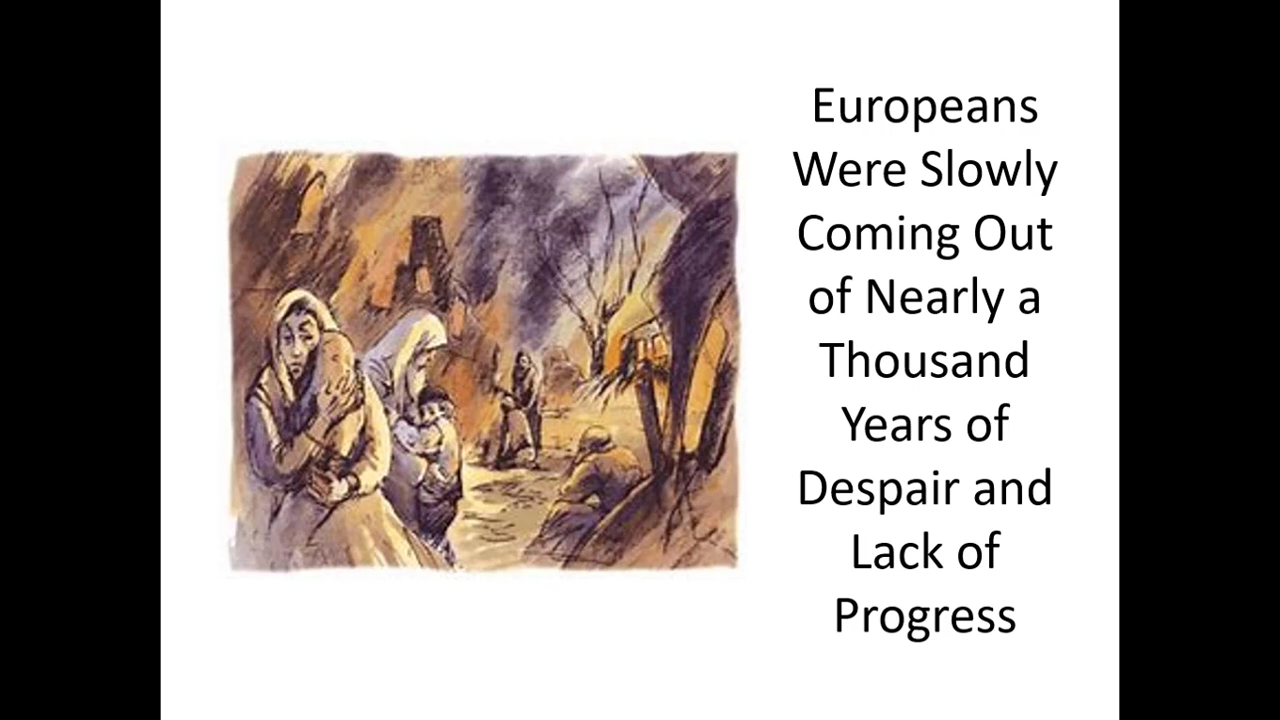 Europeans
Were Slowly
Coming Out
of Nearly a
Thousand
Years of
Despair and
Lack of
Progress